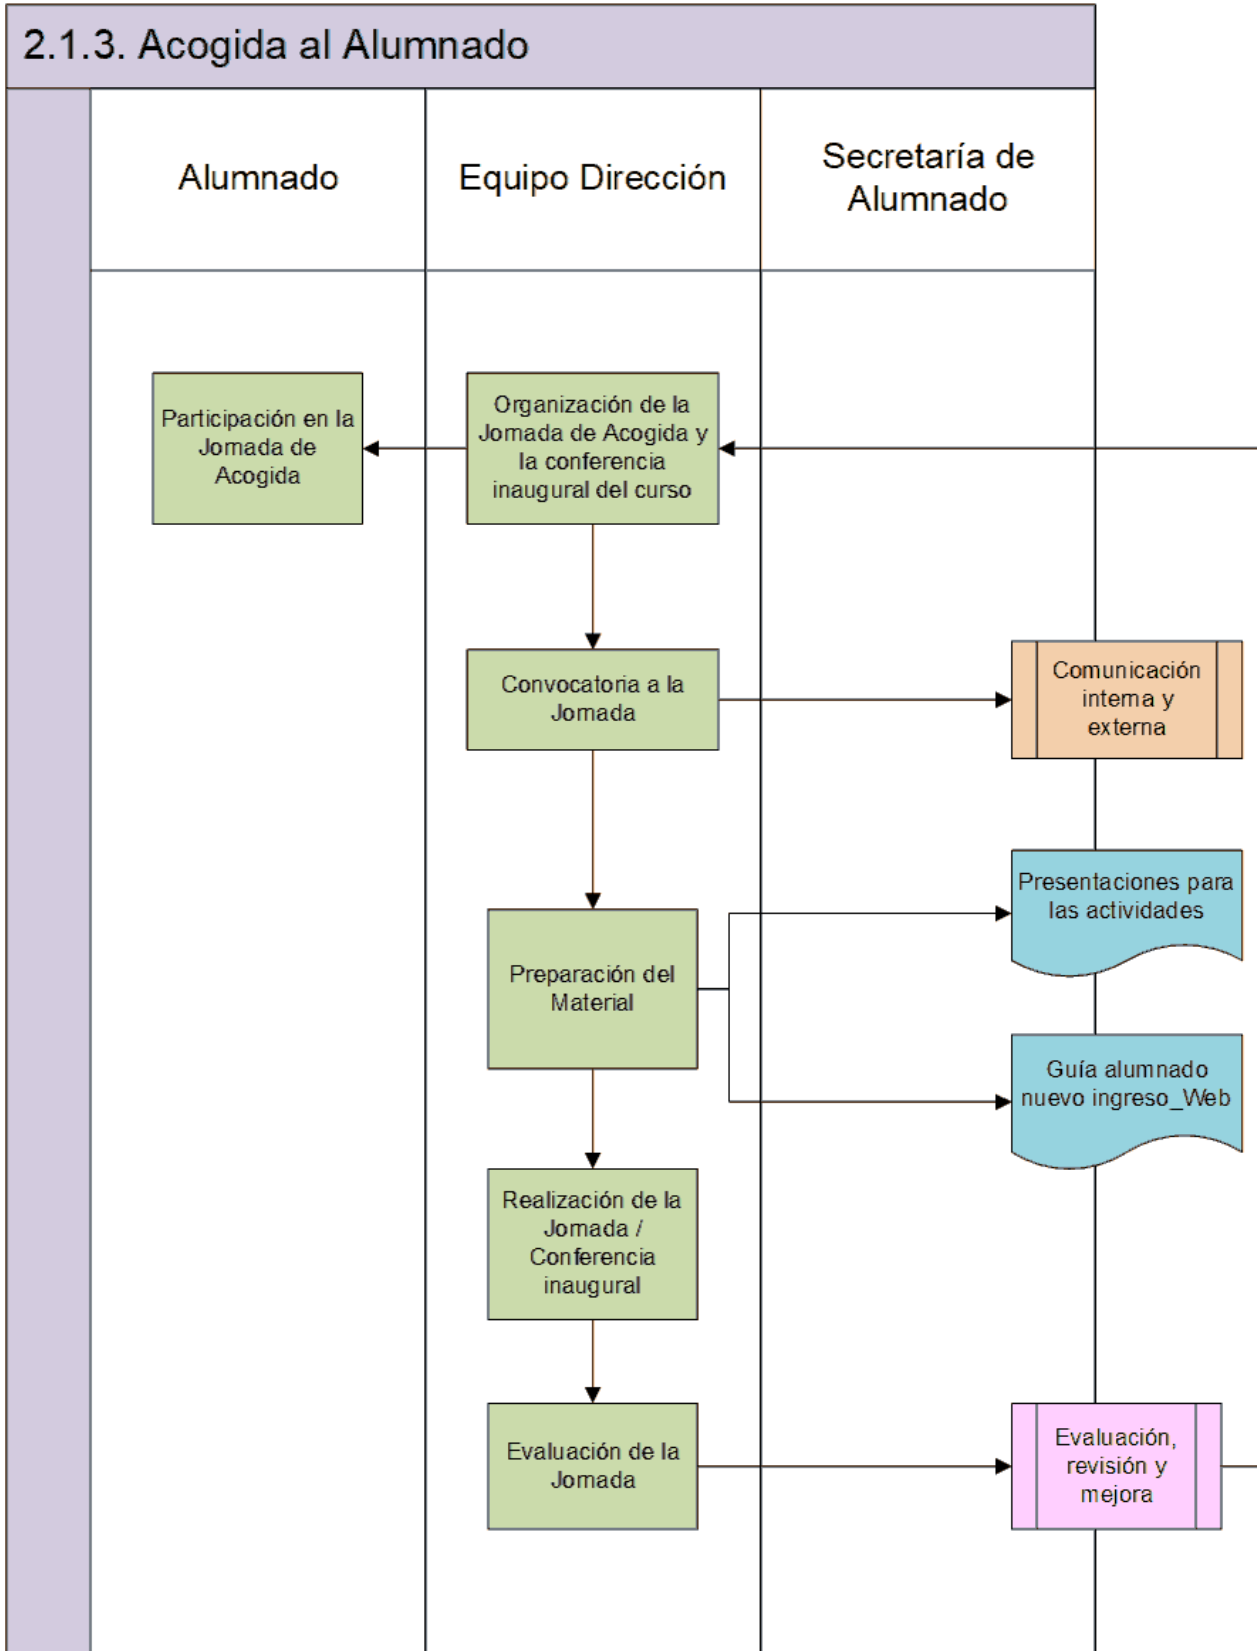 2.1.3. Acogida al Alumnado
Alumnado
Equipo Dirección
Secretaría de
Alumnado
Participación en la
Jornada de
Acogida
Organización de la
Jornada de Acogida y
la conferencia
inaugural del curso
Convocatoria a la
Jornada
Comunicación
interna y
externa
Presentaciones para
las actividades
Preparación del
Material
Guía alumnado
nuevo ingreso_Web
Realización de la
Jornada /
Conferencia
inaugural
Evaluación de la
Jornada
Evaluación,
revisión y
mejora